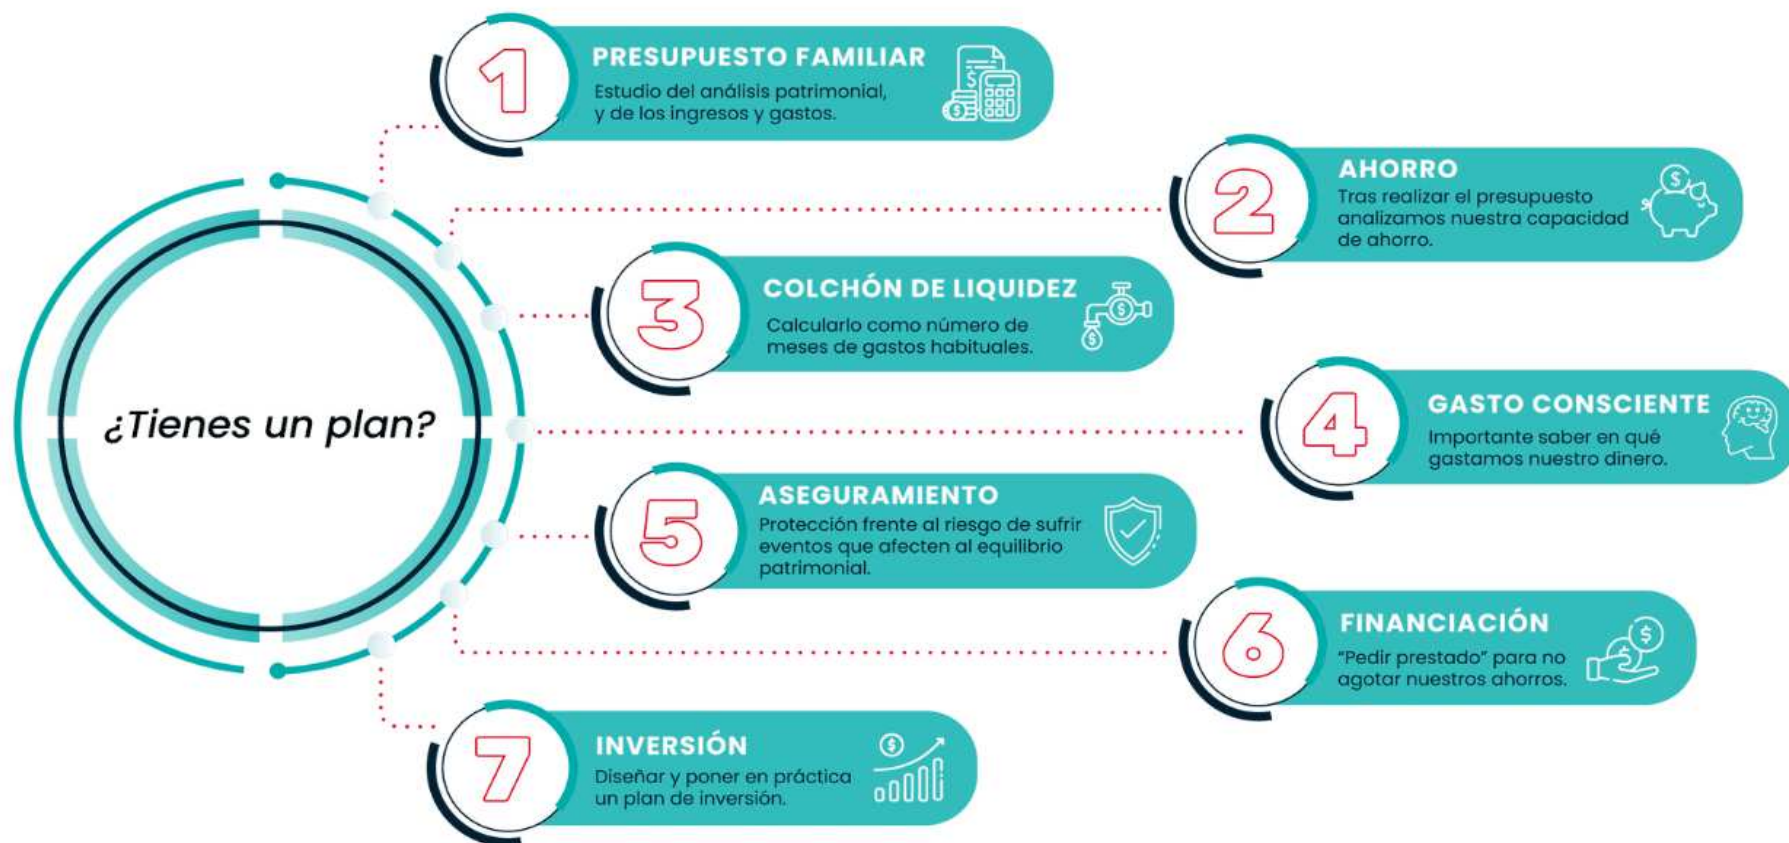 ¿Tienes un plan?
1
PRESUPUESTO FAMILIAR
Estudio del análisis patrimonial,
y de los ingresos y gastos.
2
AHORRO
Tras realizar el presupuesto
analizamos nuestra capacidad
de ahorro.
3
COLCHÓN DE LIQUIDEZ
Calcularlo como número de
meses de gastos habituales.
4
GASTO CONSCIENTE
Importante saber en qué
gastamos nuestro dinero.
5
ASEGURAMIENTO
Protección frente al riesgo de sufrir
eventos que afecten al equilibrio
patrimonial.
6
FINANCIACIÓN
“Pedir prestado” para no
agotar nuestros ahorros.
7
INVERSIÓN
Diseñar y poner en práctica
un plan de inversión.